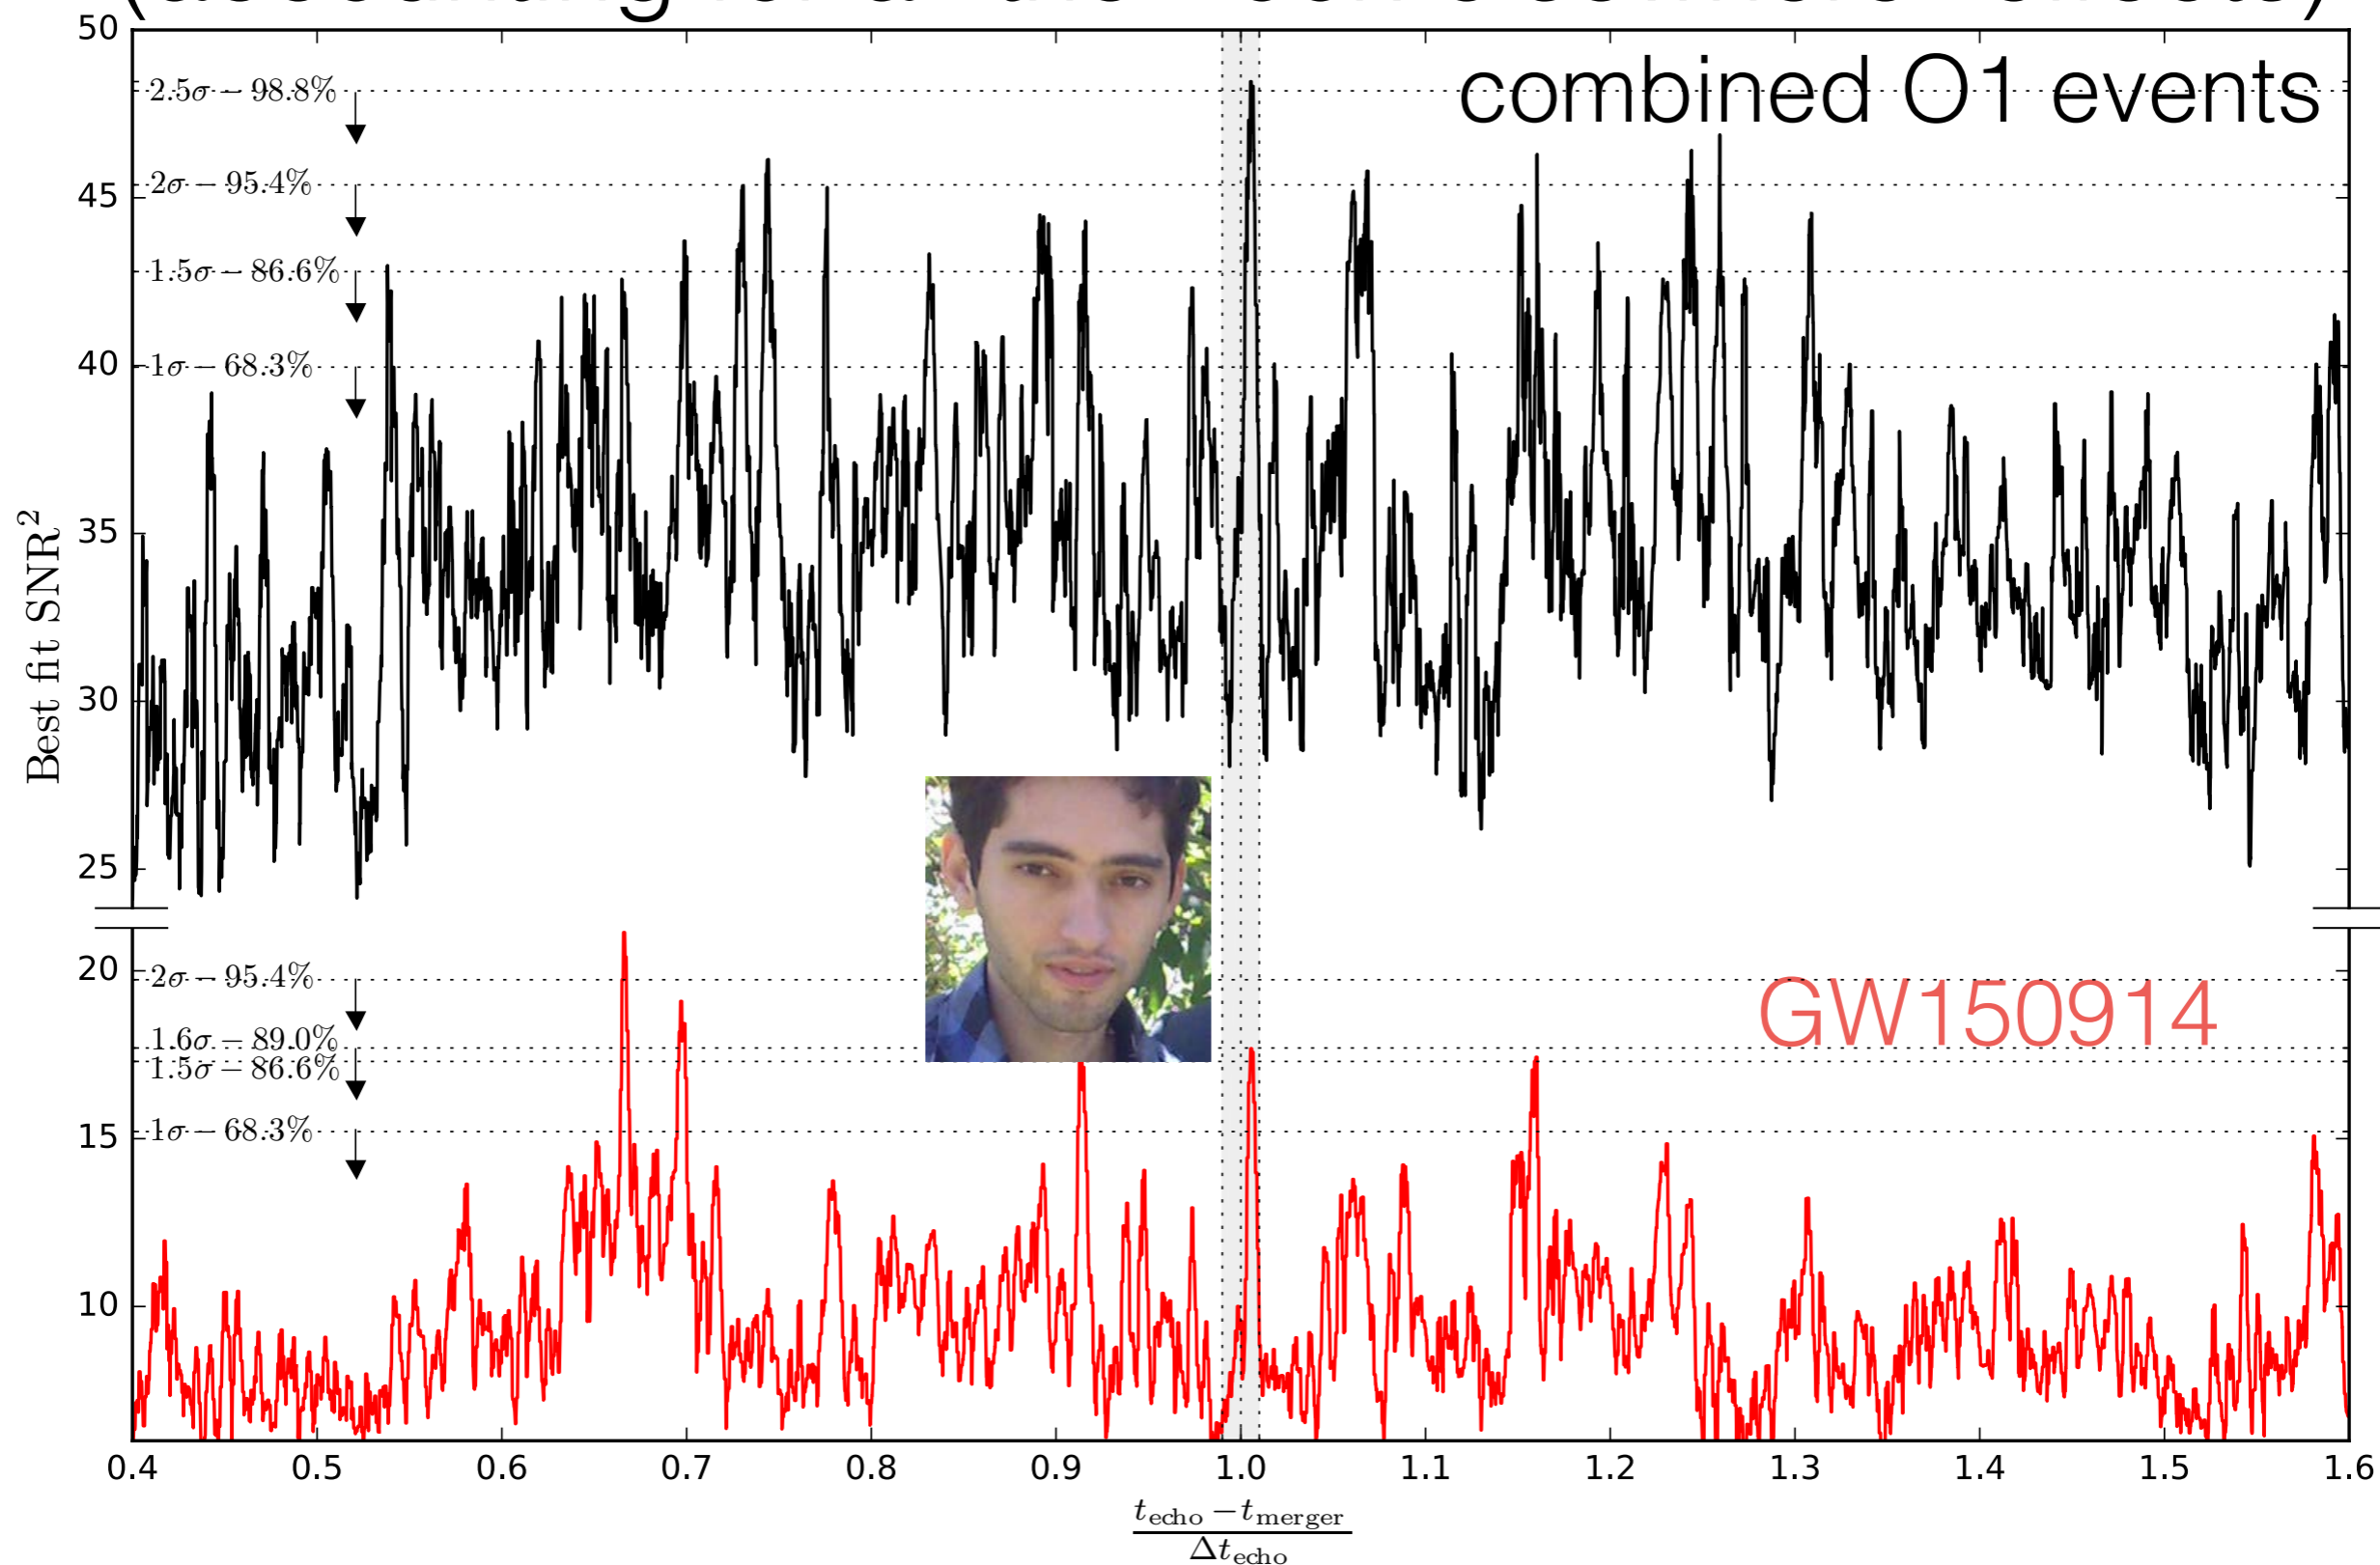 50
2.5σ − 98.8%
combined O1 events
2σ − 95.4%
45
1.5σ − 86.6%
40
1σ − 68.3%
35
Best fit SNR²
30
25
20
2σ − 95.4%
GW150914
1.6σ − 89.0%
1.5σ − 86.6%
15
1σ − 68.3%
10
0.4 0.5 0.6 0.7 0.8 0.9 1.0 1.1 1.2 1.3 1.4 1.5 1.6
t_echo − t_merger
Δt_echo